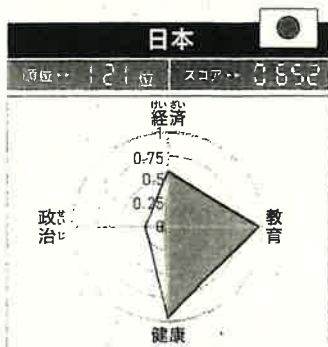 日本
順位・・ 121位 スコア・・ 0.652
けいざい
経済
1
0.75
0.5
0.25
0
せいじ
政治
教育
健康